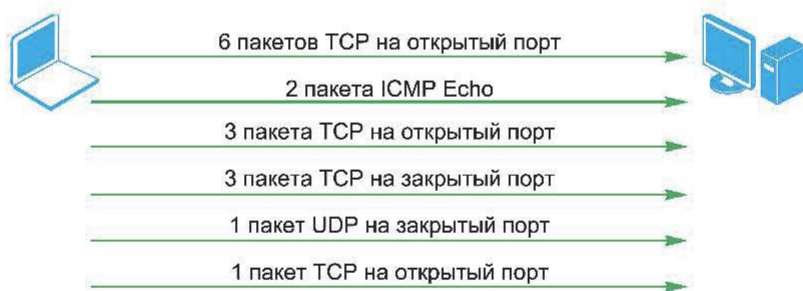 6 пакетов TCP на открытый порт
2 пакета ICMP Echo
3 пакета TCP на открытый порт
3 пакета TCP на закрытый порт
1 пакет UDP на закрытый порт
1 пакет TCP на открытый порт